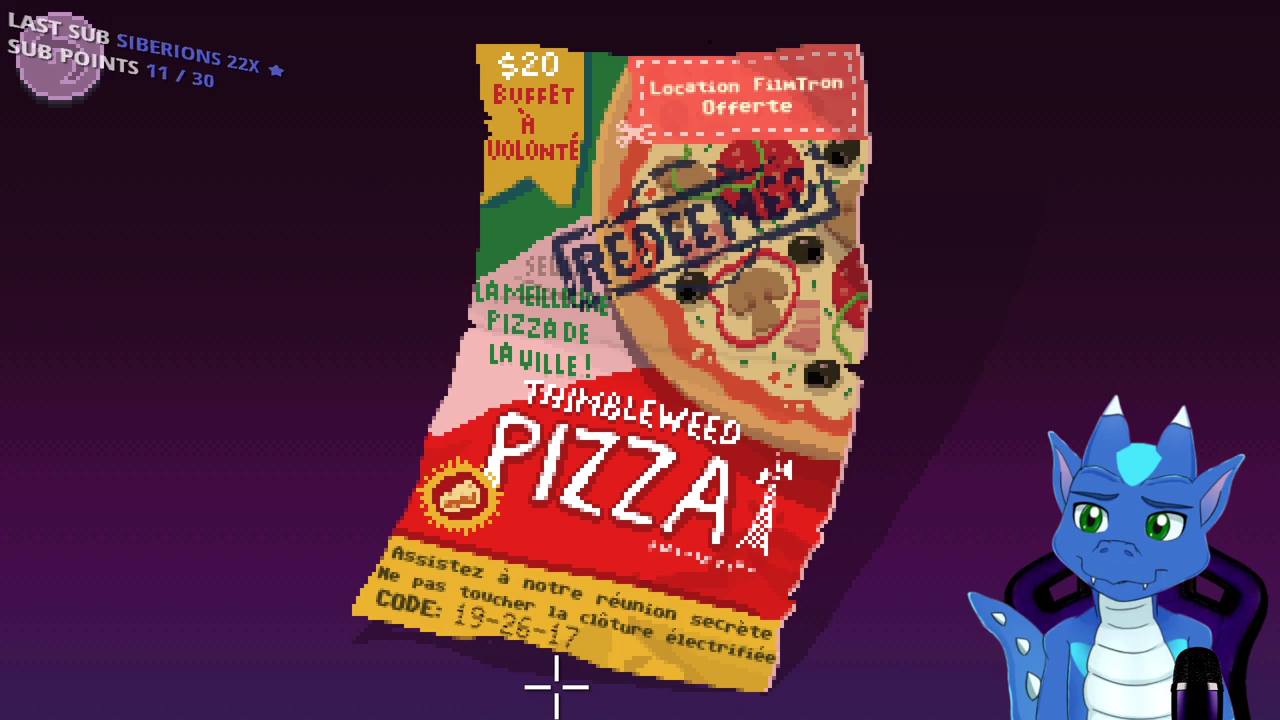 LAST SUB SIBERIONS 22X
SUB POINTS 11 / 30
$20
BUFFET
À
VOLONTÉ
Location FilmTron
Offerte
REDEEMED
LA MEILLEURE
PIZZA DE
LA VILLE !
THIMBLEWEED
PIZZA
Assistez à notre réunion secrète
Ne pas toucher la clôture électrifiée
CODE: 19-26-17